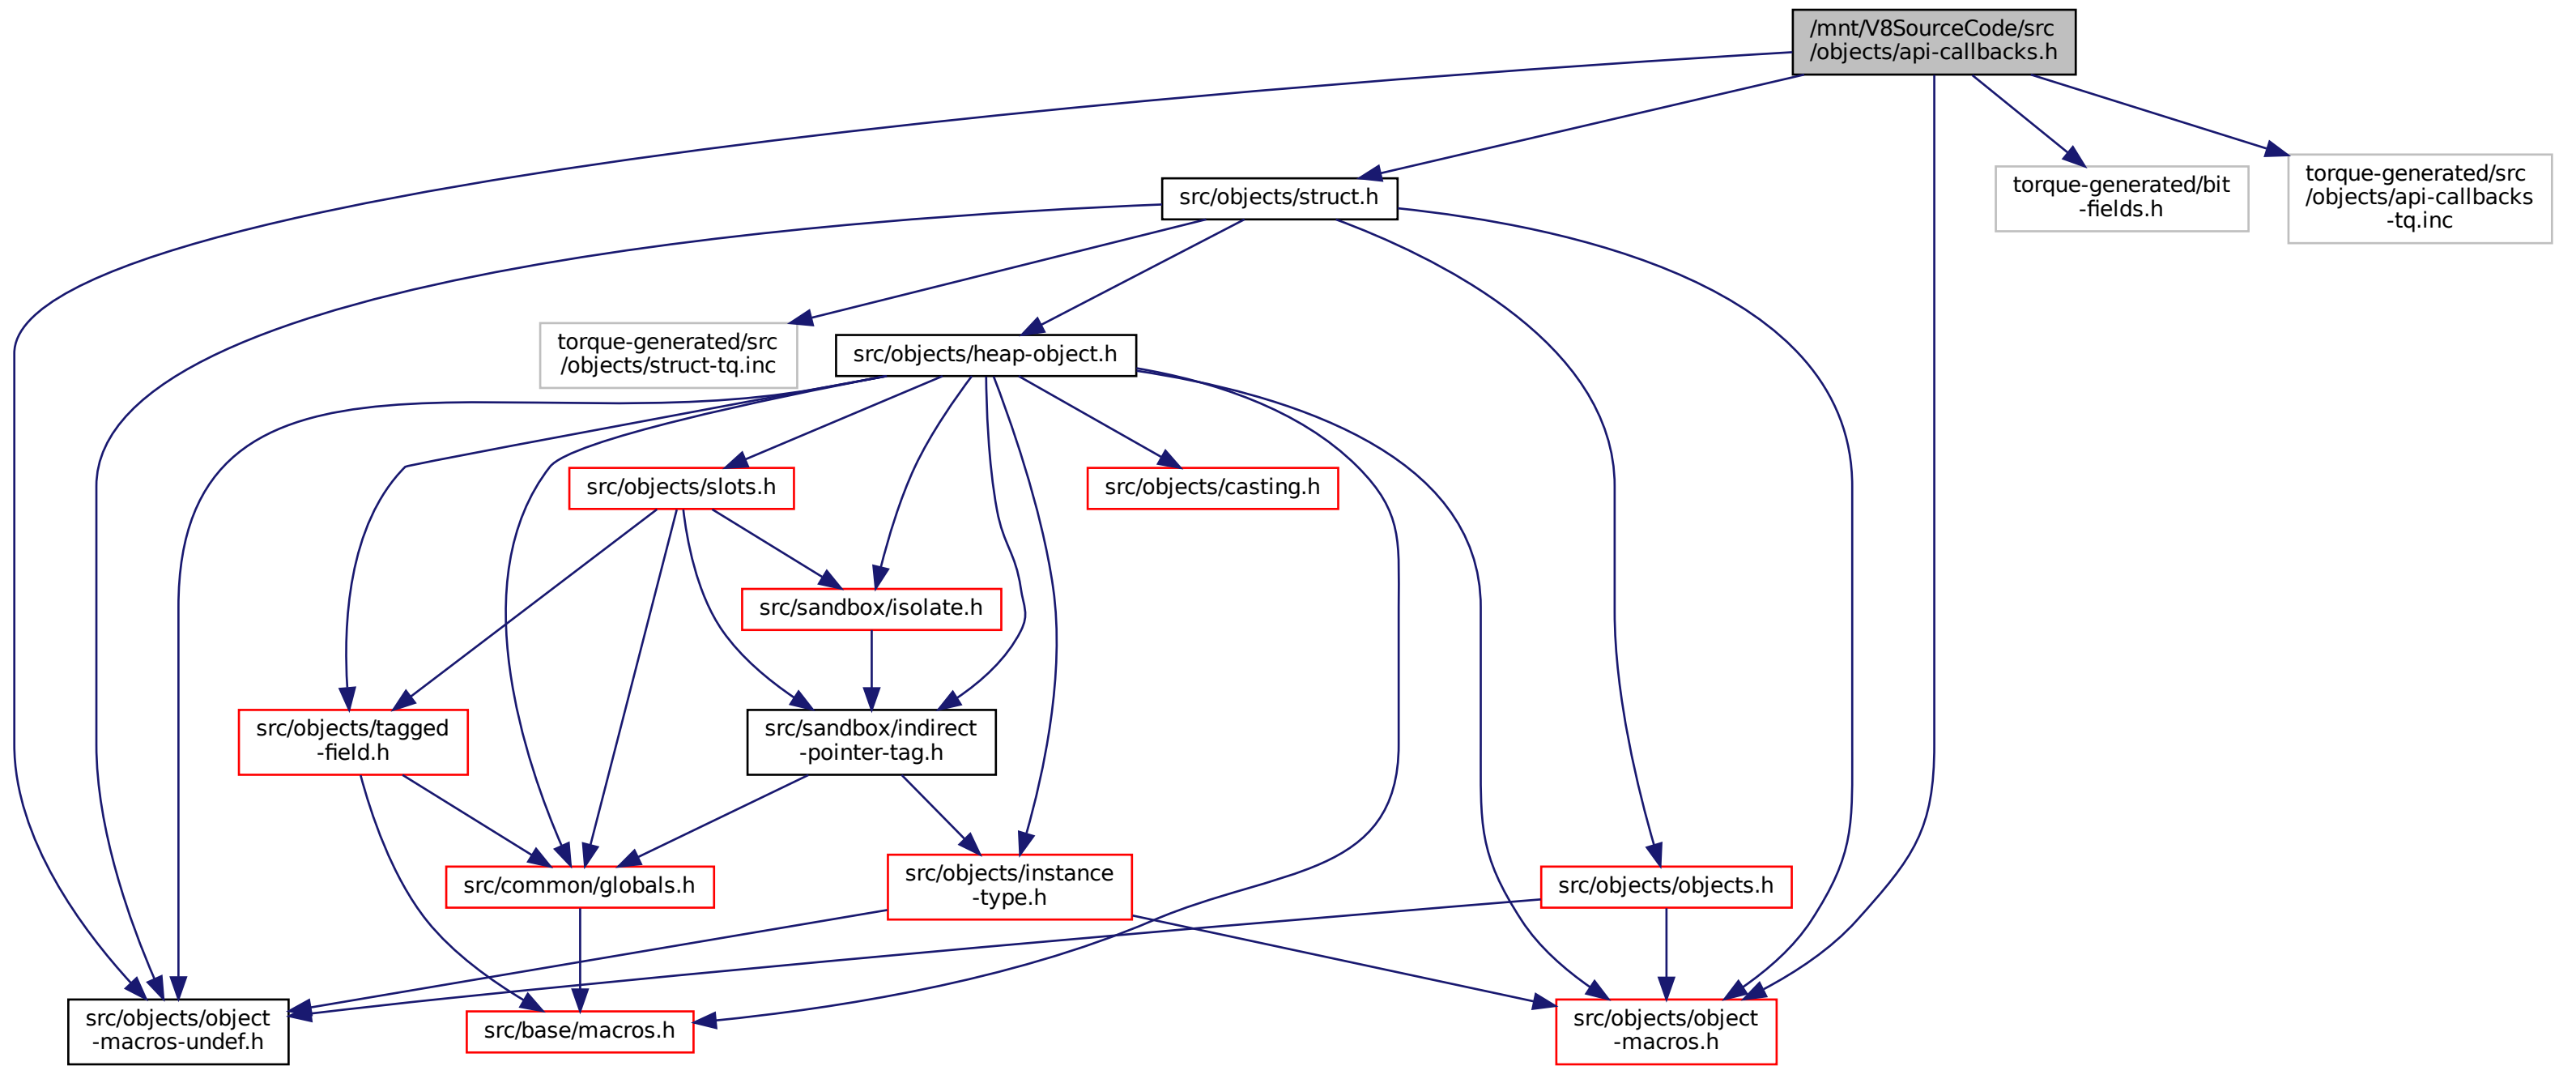 /mnt/V8SourceCode/src
/objects/api-callbacks.h
src/objects/struct.h
torque-generated/bit
-fields.h
torque-generated/src
/objects/api-callbacks
-tq.inc
torque-generated/src
/objects/struct-tq.inc
src/objects/heap-object.h
src/objects/slots.h
src/objects/casting.h
src/sandbox/isolate.h
src/objects/tagged
-field.h
src/sandbox/indirect
-pointer-tag.h
src/common/globals.h
src/objects/instance
-type.h
src/objects/objects.h
src/objects/object
-macros-undef.h
src/base/macros.h
src/objects/object
-macros.h